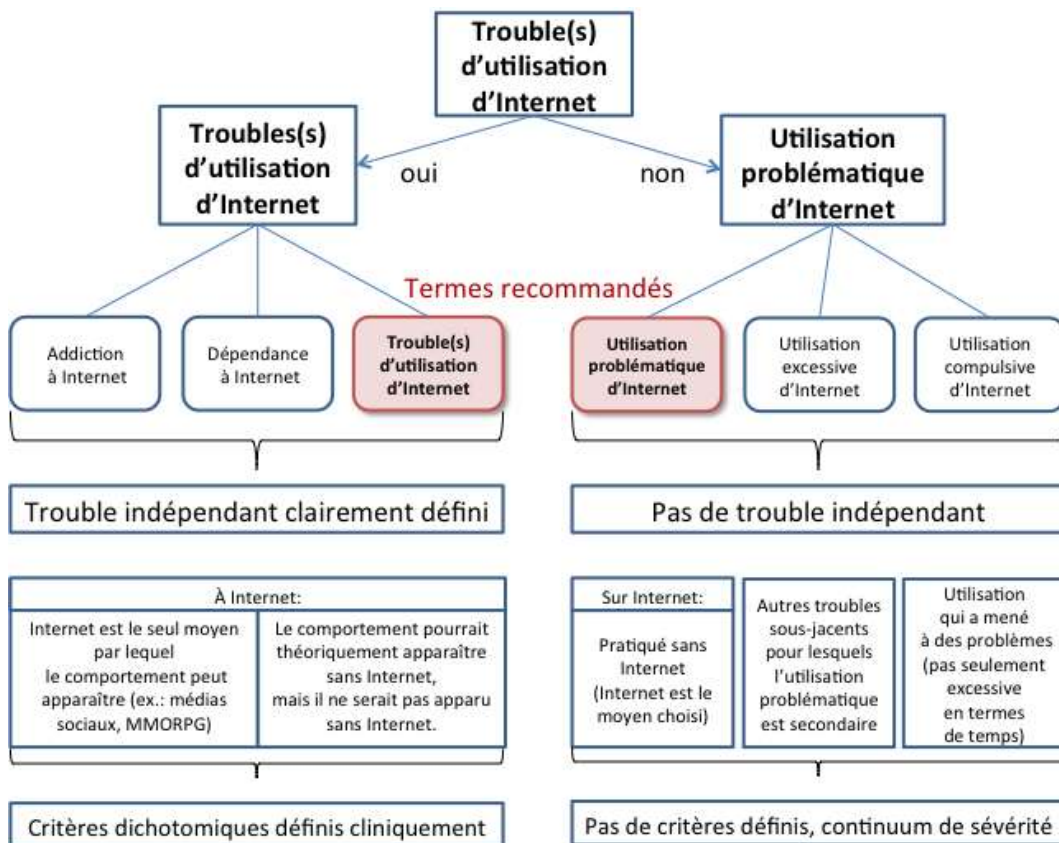 Trouble(s)
d'utilisation
d'Internet
Troubles(s)
d'utilisation
d'Internet
oui
non
Utilisation
problématique
d'Internet
Termes recommandés
Addiction
à Internet
Dépendance
à Internet
Trouble(s)
d'utilisation
d'Internet
Utilisation
problématique
d'Internet
Utilisation
excessive
d'Internet
Utilisation
compulsive
d'Internet
Trouble indépendant clairement défini
Pas de trouble indépendant
À Internet:
Internet est le seul moyen
par lequel
le comportement peut
apparaître (ex.: médias
sociaux, MMORPG)
Le comportement pourrait
théoriquement apparaître
sans Internet,
mais il ne serait pas apparu
sans Internet.
Sur Internet:
Pratiqué sans
Internet
(Internet est le
moyen choisi)
Autres troubles
sous-jacents
pour lesquels
l'utilisation
problématique
est secondaire
Utilisation
qui a mené
à des problèmes
(pas seulement
excessive
en termes
de temps)
Critères dichotomiques définis cliniquement
Pas de critères définis, continuum de sévérité